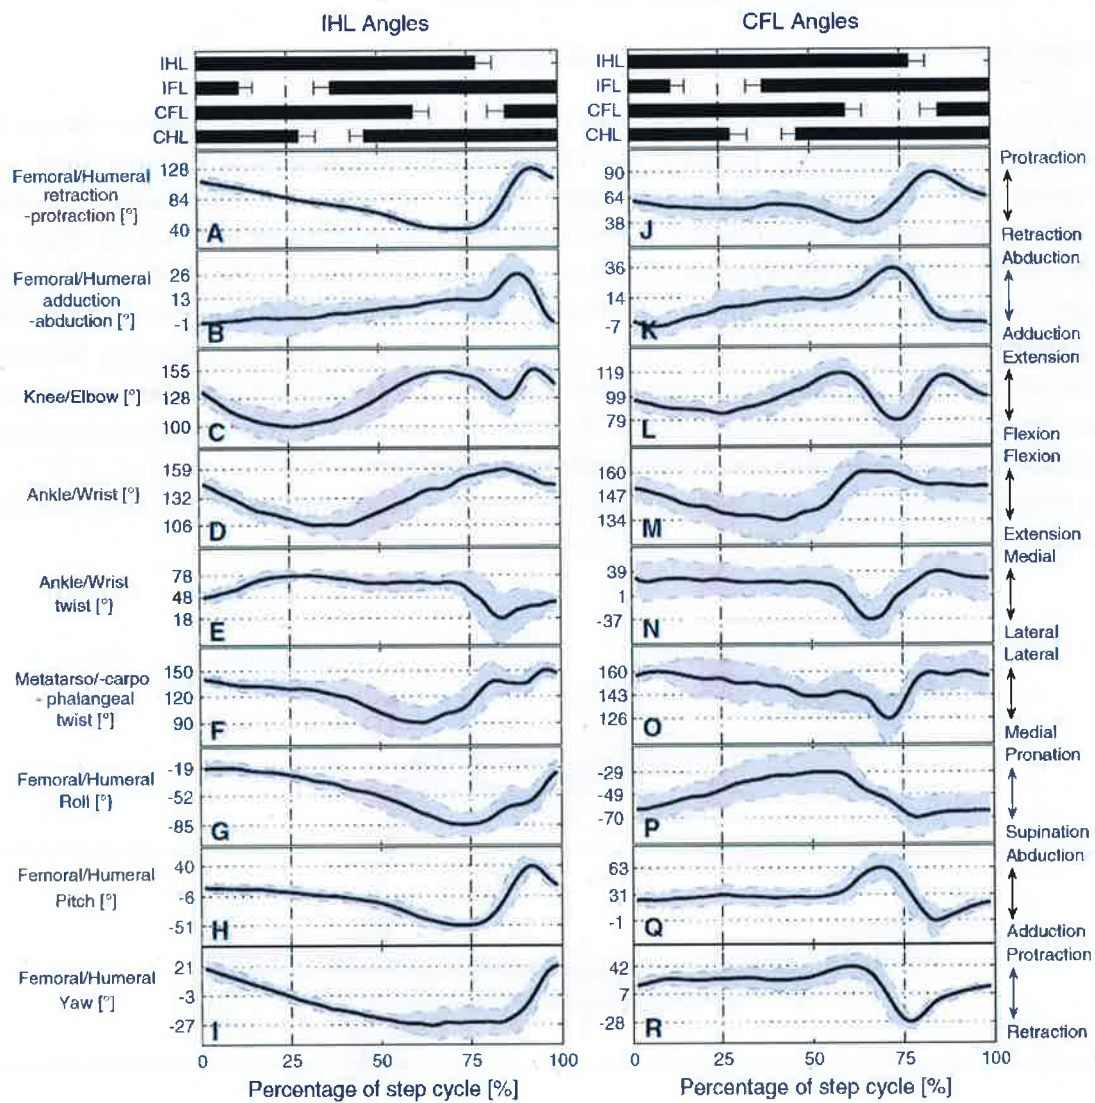 IHL Angles
CFL Angles
IHL
IFL
CFL
CHL
IHL
IFL
CFL
CHL
Femoral/Humeral
retraction
-protraction [°]
128
84
40
A
90
64
38
J
Protraction
Retraction
Femoral/Humeral
adduction
-abduction [°]
26
13
-1
B
36
14
-7
K
Abduction
Adduction
Knee/Elbow [°]
155
128
100
C
119
99
79
L
Extension
Flexion
Ankle/Wrist [°]
159
132
106
D
160
147
134
M
Flexion
Extension
Ankle/Wrist
twist [°]
78
48
18
E
39
1
-37
N
Medial
Lateral
Metatarso/-carpo
- phalangeal
twist [°]
150
120
90
F
160
143
126
O
Lateral
Medial
Femoral/Humeral
Roll [°]
-19
-52
-85
G
-29
-49
-70
P
Pronation
Supination
Femoral/Humeral
Pitch [°]
40
-6
-51
H
63
31
-1
Q
Abduction
Adduction
Femoral/Humeral
Yaw [°]
21
-3
-27
I
42
7
-28
R
Protraction
Retraction
0 25 50 75 100
0 25 50 75 100
Percentage of step cycle [%]
Percentage of step cycle [%]